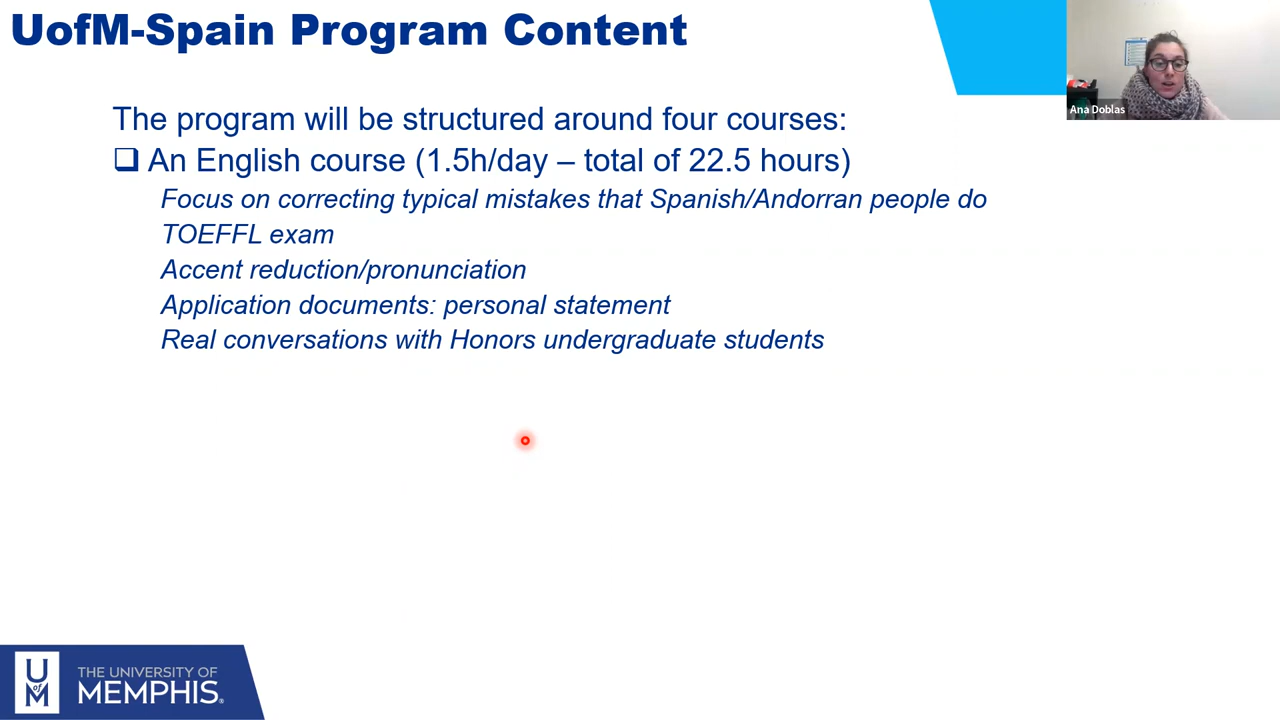 UofM-Spain Program Content
Ana Doblas
The program will be structured around four courses:
❑ An English course (1.5h/day – total of 22.5 hours)
Focus on correcting typical mistakes that Spanish/Andorran people do
TOEFFL exam
Accent reduction/pronunciation
Application documents: personal statement
Real conversations with Honors undergraduate students
U
of
M
THE UNIVERSITY OF
MEMPHIS.